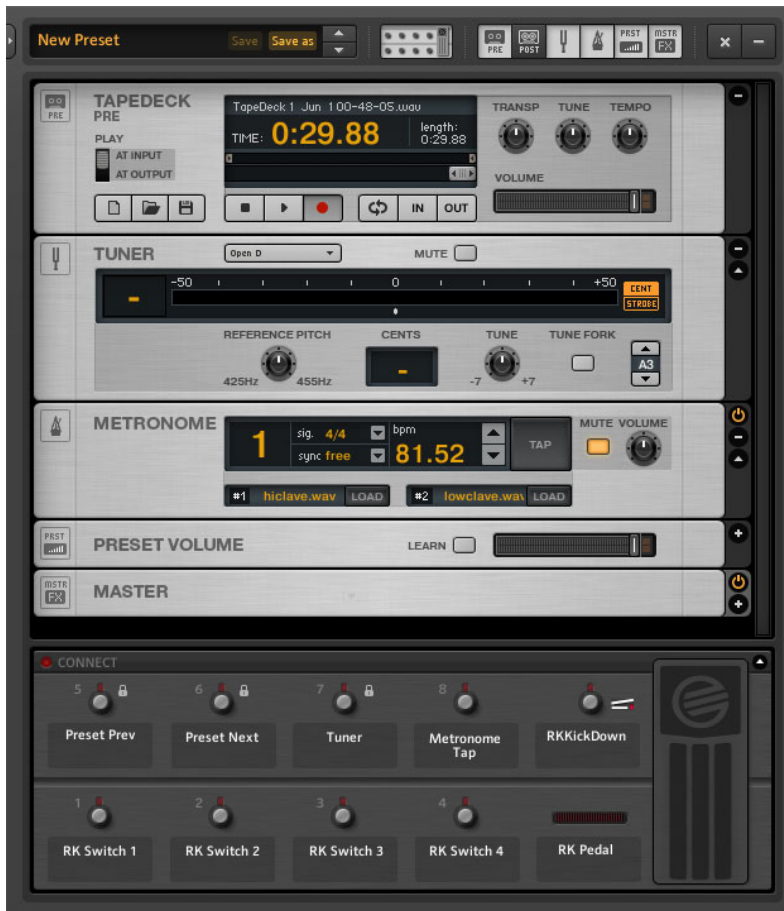 New Preset Save Save as
PRE POST PRST MSTR FX
PRE TAPEDECK
PRE
TapeDeck 1 Jun 1 00-48-05.wav
TIME: 0:29.88 length: 0:29.88
TRANSP TUNE TEMPO
PLAY
AT INPUT
AT OUTPUT
VOLUME
IN OUT
TUNER Open D MUTE
-50 0 +50 CENT
- STROBE
REFERENCE PITCH CENTS TUNE TUNE FORK
425Hz 455Hz - -7 +7 A3
METRONOME 1 sig. 4/4 bpm 81.52 TAP MUTE VOLUME
sync free
#1 hiclave.wav LOAD #2 lowclave.wav LOAD
PRST PRESET VOLUME LEARN
MSTR FX MASTER
CONNECT
5 6 7 8
Preset Prev Preset Next Tuner Metronome Tap RKKickDown
1 2 3 4
RK Switch 1 RK Switch 2 RK Switch 3 RK Switch 4 RK Pedal